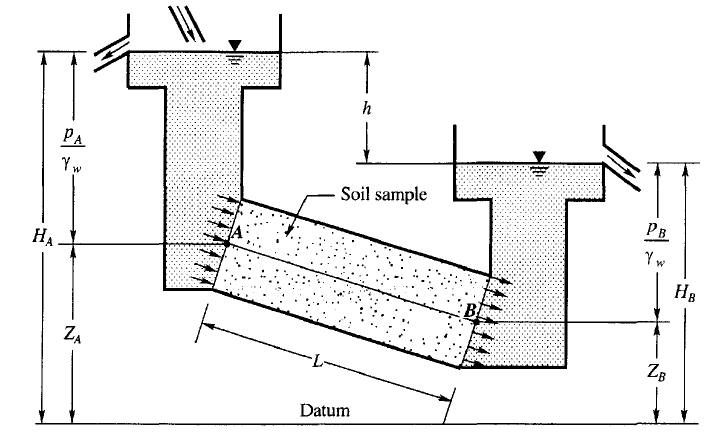 h
p_A
γ_w
Soil sample
p_B
γ_w
H_A
A
H_B
B
Z_A
L
Z_B
Datum